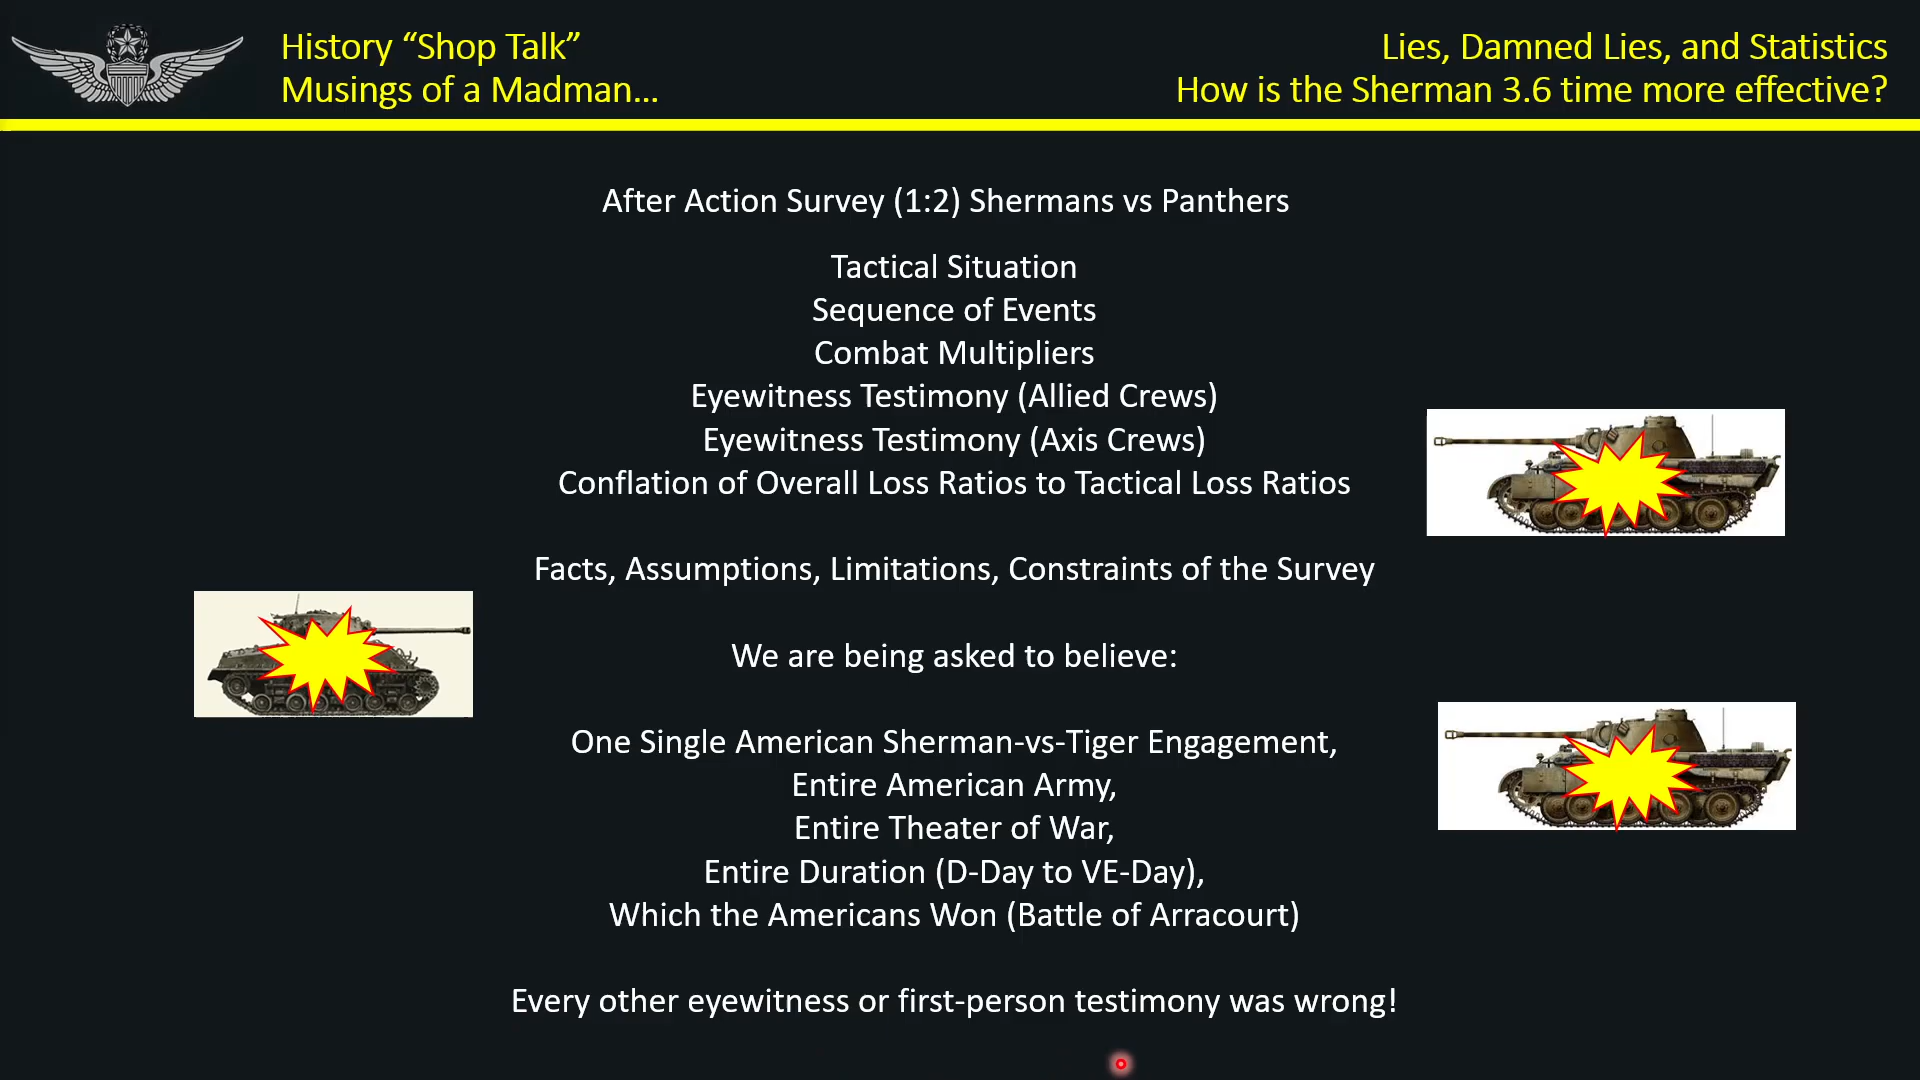 History “Shop Talk”
Musings of a Madman...
Lies, Damned Lies, and Statistics
How is the Sherman 3.6 time more effective?
After Action Survey (1:2) Shermans vs Panthers
Tactical Situation
Sequence of Events
Combat Multipliers
Eyewitness Testimony (Allied Crews)
Eyewitness Testimony (Axis Crews)
Conflation of Overall Loss Ratios to Tactical Loss Ratios
Facts, Assumptions, Limitations, Constraints of the Survey
We are being asked to believe:
One Single American Sherman-vs-Tiger Engagement,
Entire American Army,
Entire Theater of War,
Entire Duration (D-Day to VE-Day),
Which the Americans Won (Battle of Arracourt)
Every other eyewitness or first-person testimony was wrong!